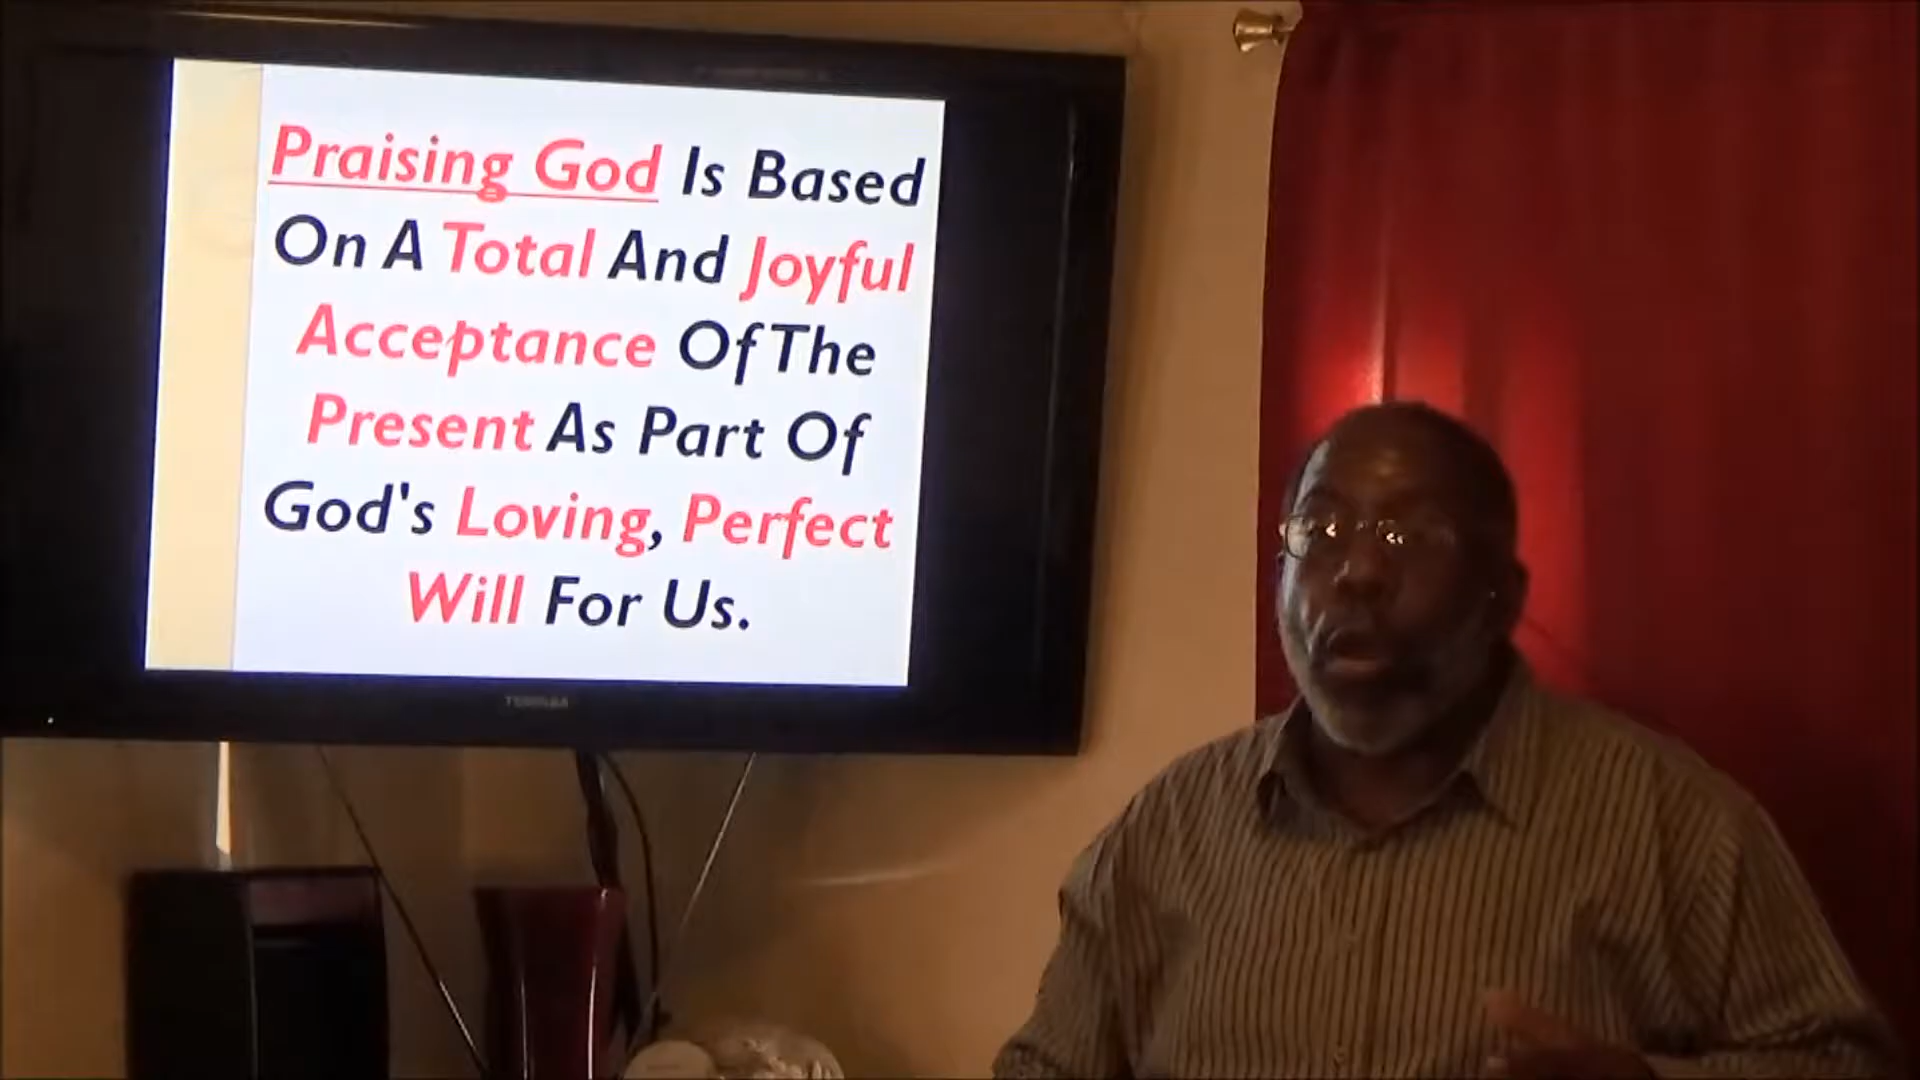 Praising God Is Based
On A Total And Joyful
Acceptance Of The
Present As Part Of
God's Loving, Perfect
Will For Us.
TOSHIBA